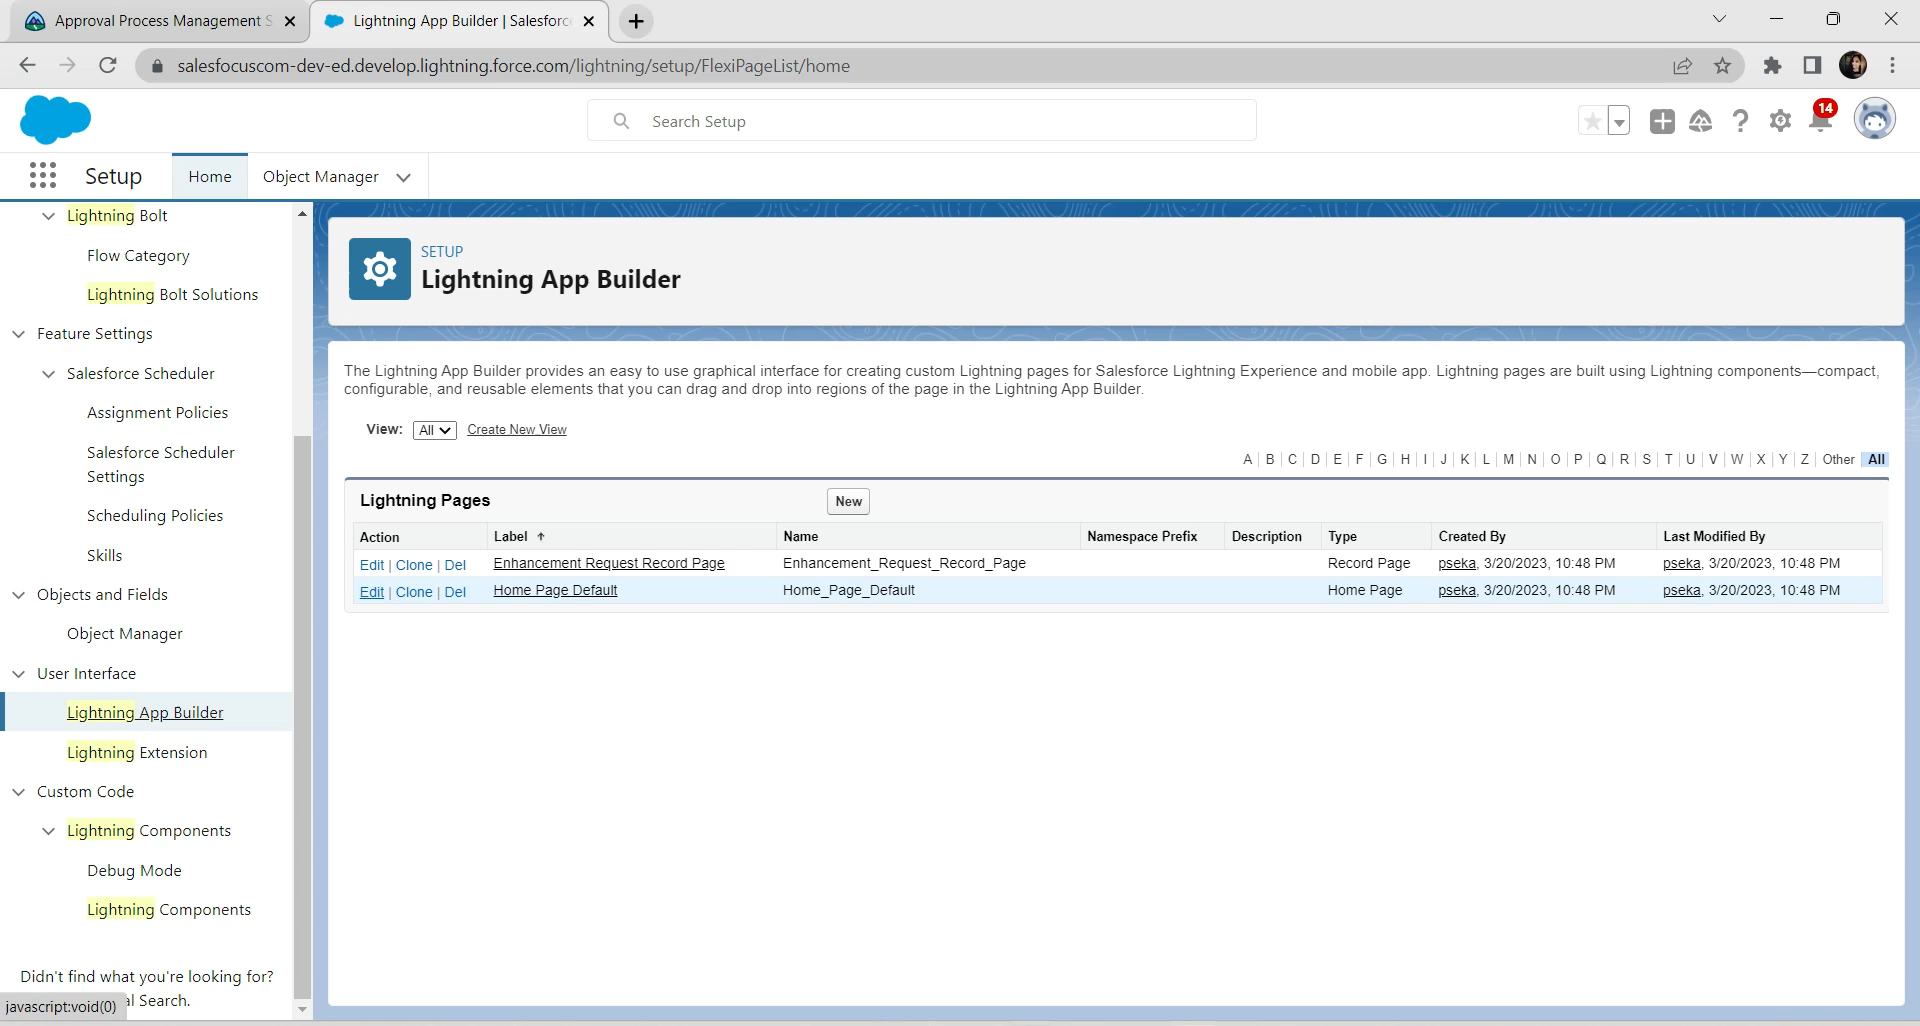 Approval Process Management S
Lightning App Builder | Salesforc
salesfocuscom-dev-ed.develop.lightning.force.com/lightning/setup/FlexiPageList/home
Search Setup
14
Setup
Home
Object Manager
Lightning Bolt
Flow Category
Lightning Bolt Solutions
Feature Settings
Salesforce Scheduler
Assignment Policies
Salesforce Scheduler
Settings
Scheduling Policies
Skills
Objects and Fields
Object Manager
User Interface
Lightning App Builder
Lightning Extension
Custom Code
Lightning Components
Debug Mode
Lightning Components
Didn't find what you're looking for?
l Search.
javascript:void(0)
SETUP
Lightning App Builder
The Lightning App Builder provides an easy to use graphical interface for creating custom Lightning pages for Salesforce Lightning Experience and mobile app. Lightning pages are built using Lightning components—compact,
configurable, and reusable elements that you can drag and drop into regions of the page in the Lightning App Builder.
View: All Create New View
A | B | C | D | E | F | G | H | I | J | K | L | M | N | O | P | Q | R | S | T | U | V | W | X | Y | Z | Other All
Lightning Pages New
Action Label ↑ Name Namespace Prefix Description Type Created By Last Modified By
Edit | Clone | Del Enhancement Request Record Page Enhancement_Request_Record_Page Record Page pseka, 3/20/2023, 10:48 PM pseka, 3/20/2023, 10:48 PM
Edit | Clone | Del Home Page Default Home_Page_Default Home Page pseka, 3/20/2023, 10:48 PM pseka, 3/20/2023, 10:48 PM